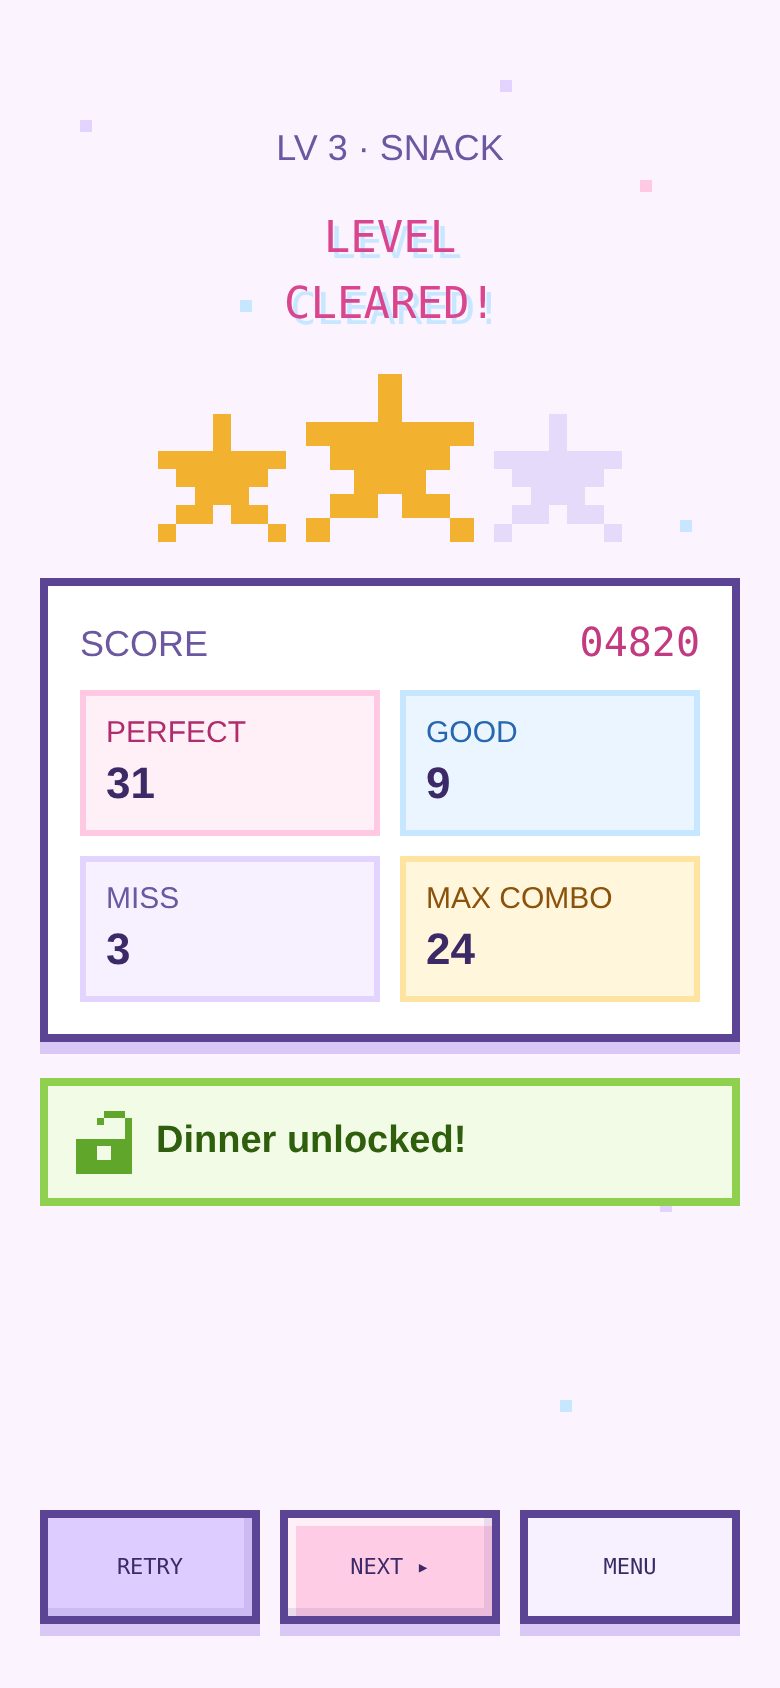 LV 3 · SNACK
LEVEL
CLEARED!
SCORE 04820
PERFECT
31
GOOD
9
MISS
3
MAX COMBO
24
Dinner unlocked!
RETRY
NEXT ▸
MENU